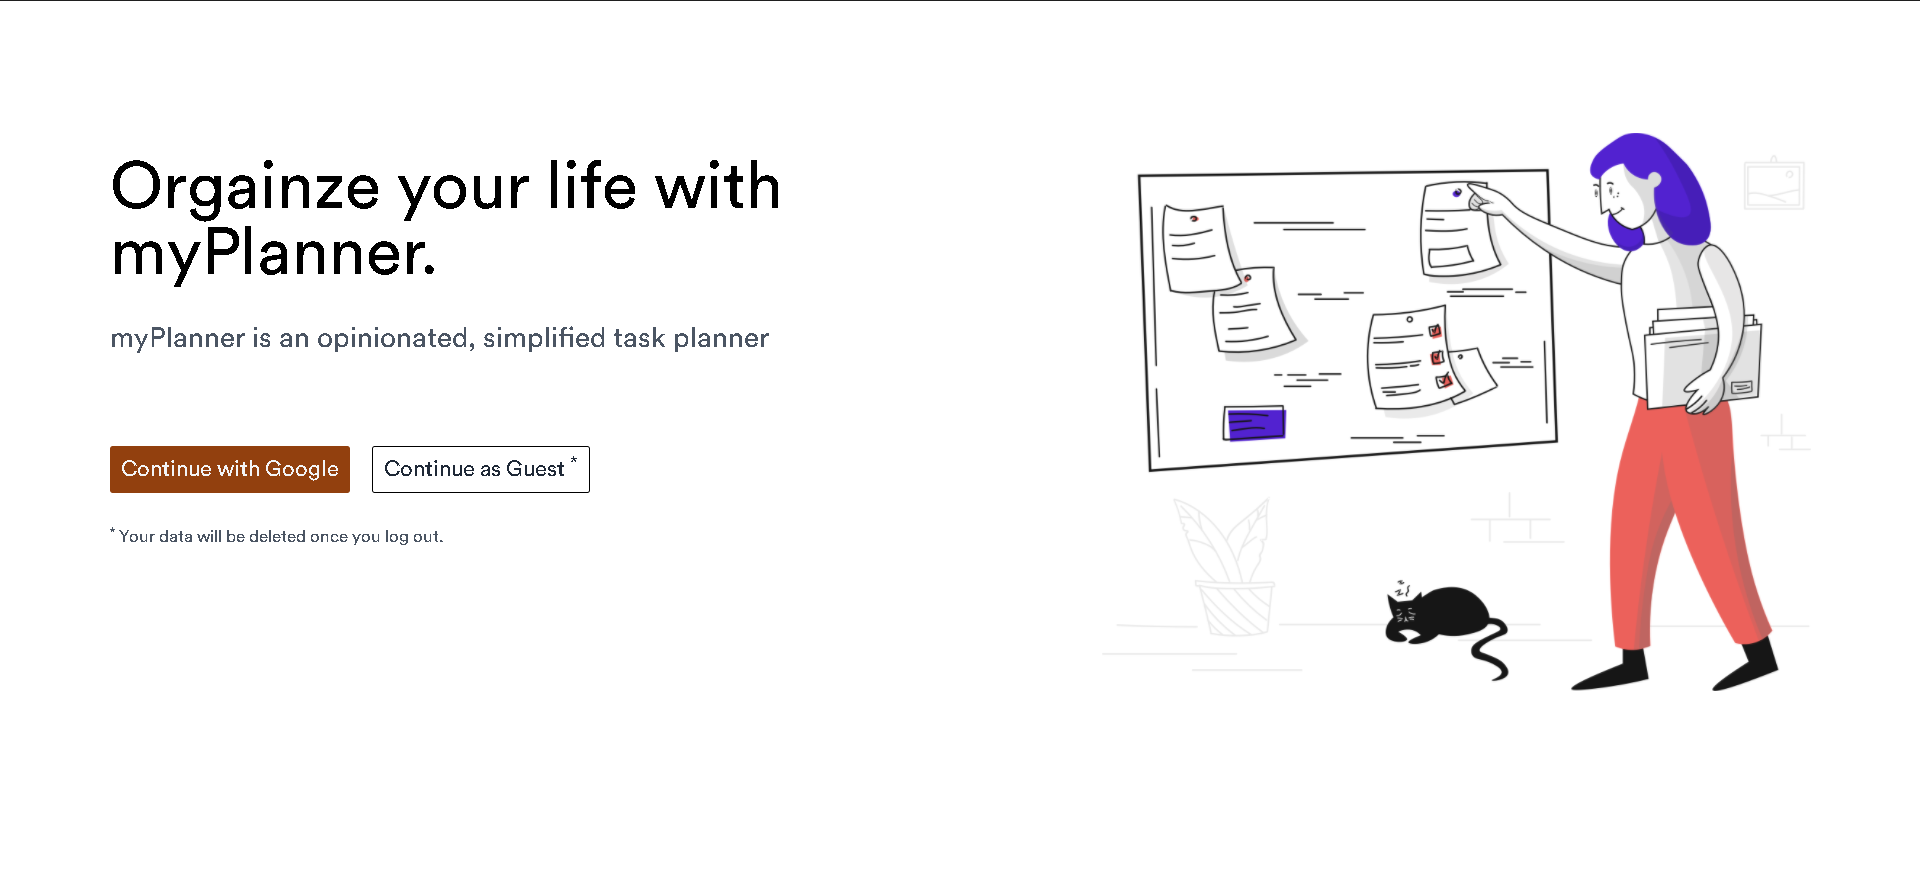 Orgainze your life with
myPlanner.
myPlanner is an opinionated, simplified task planner
Continue with Google
Continue as Guest *
* Your data will be deleted once you log out.